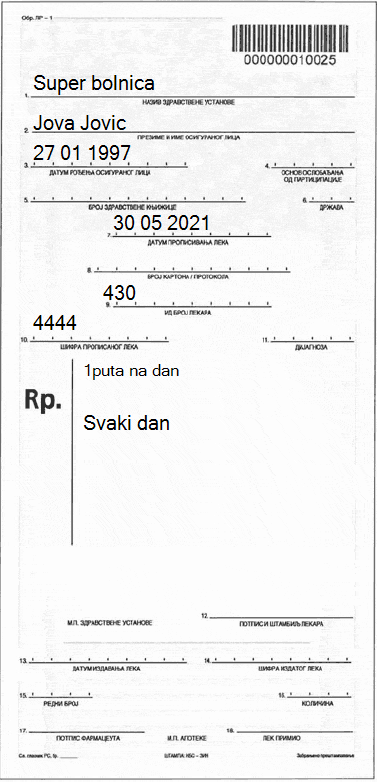 Обр. ЛР – 1
000000010025
Super bolnica
1.
НАЗИВ ЗДРАВСТВЕНЕ УСТАНОВЕ
Jova Jovic
2.
ПРЕЗИМЕ И ИМЕ ОСИГУРАНОГ ЛИЦА
27 01 1997
3. 4.
ДАТУМ РОЂЕЊА ОСИГУРАНОГ ЛИЦА ОСНОВ ОСЛОБАЂАЊА
ОД ПАРТИЦИПАЦИЈЕ
5. 6.
БРОЈ ЗДРАВСТВЕНЕ КЊИЖИЦЕ ДРЖАВА
30 05 2021
7.
ДАТУМ ПРОПИСИВАЊА ЛЕКА
8.
БРОЈ КАРТОНА / ПРОТОКОЛА
430
9.
ИД БРОЈ ЛЕКАРА
4444
10. 11.
ШИФРА ПРОПИСАНОГ ЛЕКА ДИЈАГНОЗА
1puta na dan
Rp.
Svaki dan
12.
М.П. ЗДРАВСТВЕНЕ УСТАНОВЕ ПОТПИС И ШТАМБИЉ ЛЕКАРА
13. 14.
ДАТУМ ИЗДАВАЊА ЛЕКА ШИФРА ИЗДАТОГ ЛЕКА
15. 16.
РЕДНИ БРОЈ КОЛИЧИНА
17. 18.
ПОТПИС ФАРМАЦЕУТА М.П. АПОТЕКЕ ЛЕК ПРИМИО
Сл. гласник РС, бр. ШТАМПА: НБС – ЗИН Забрањено прештампавање